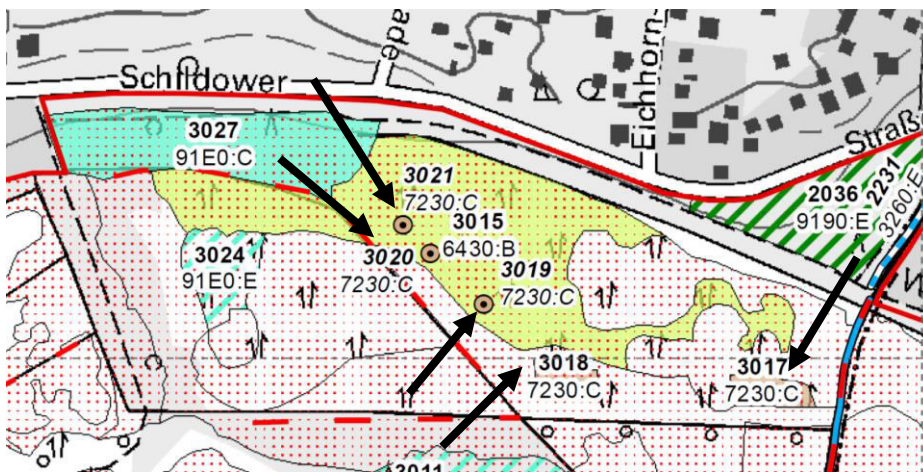 Schildower
Eichhorn-
Straß
3027
91E0:C
3021
7230:C
3015
6430:B
2036
9190:E
2231
3260:E
3024
91E0:E
3020
7230:C
3019
7230:C
3018
7230:C
3017
7230:C
3011